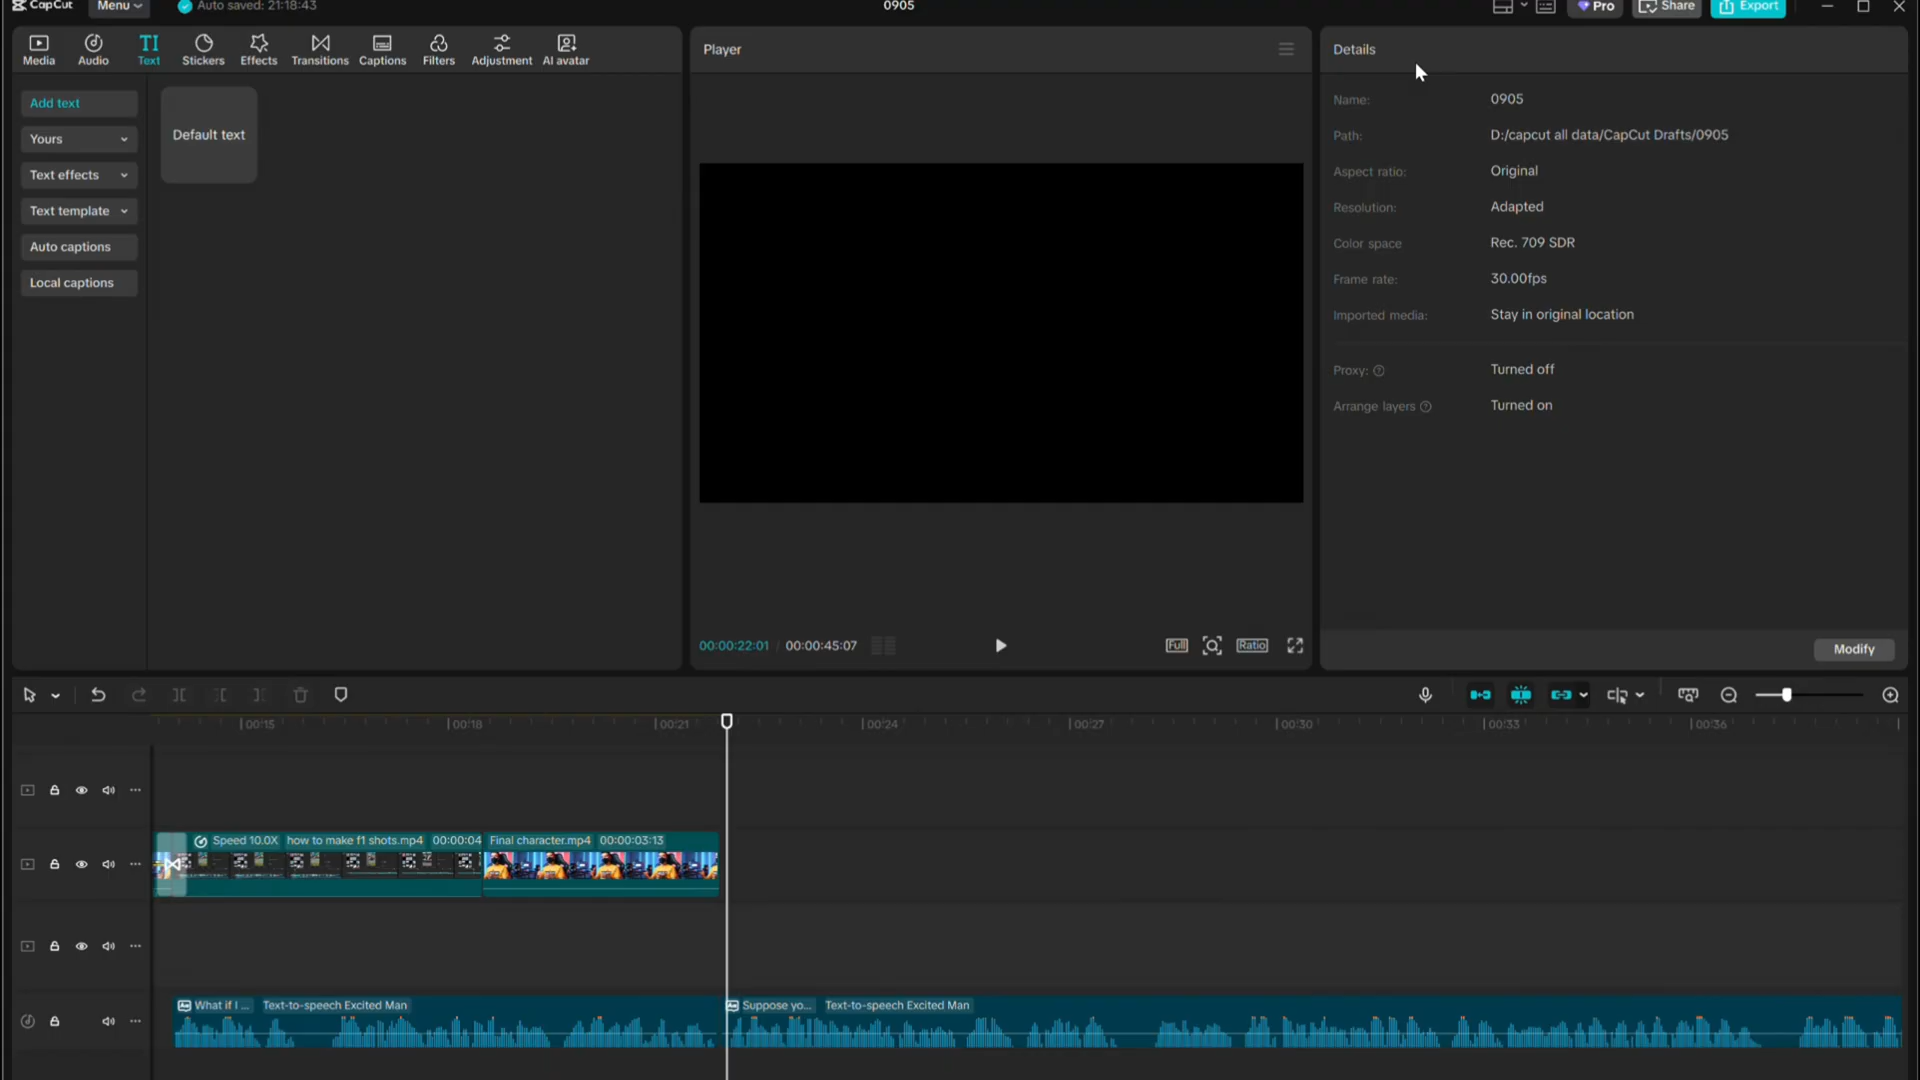 CapCut Menu Auto saved: 21:18:43 0905 Pro Share Export
Media Audio Text Stickers Effects Transitions Captions Filters Adjustment AI avatar
TI
Add text
Yours
Text effects
Text template
Auto captions
Local captions
Default text
Player
00:00:22:01 / 00:00:45:07 Full Ratio
Details
Name: 0905
Path: D:/capcut all data/CapCut Drafts/0905
Aspect ratio: Original
Resolution: Adapted
Color space Rec. 709 SDR
Frame rate: 30.00fps
Imported media: Stay in original location
Proxy: ? Turned off
Arrange layers ? Turned on
Modify
00:15 00:18 00:21 00:24 00:27 00:30 00:33 00:36
Speed 10.0X how to make f1 shots.mp4 00:00:04 Final character.mp4 00:00:03:13
What if I ... Text-to-speech Excited Man Suppose yo... Text-to-speech Excited Man